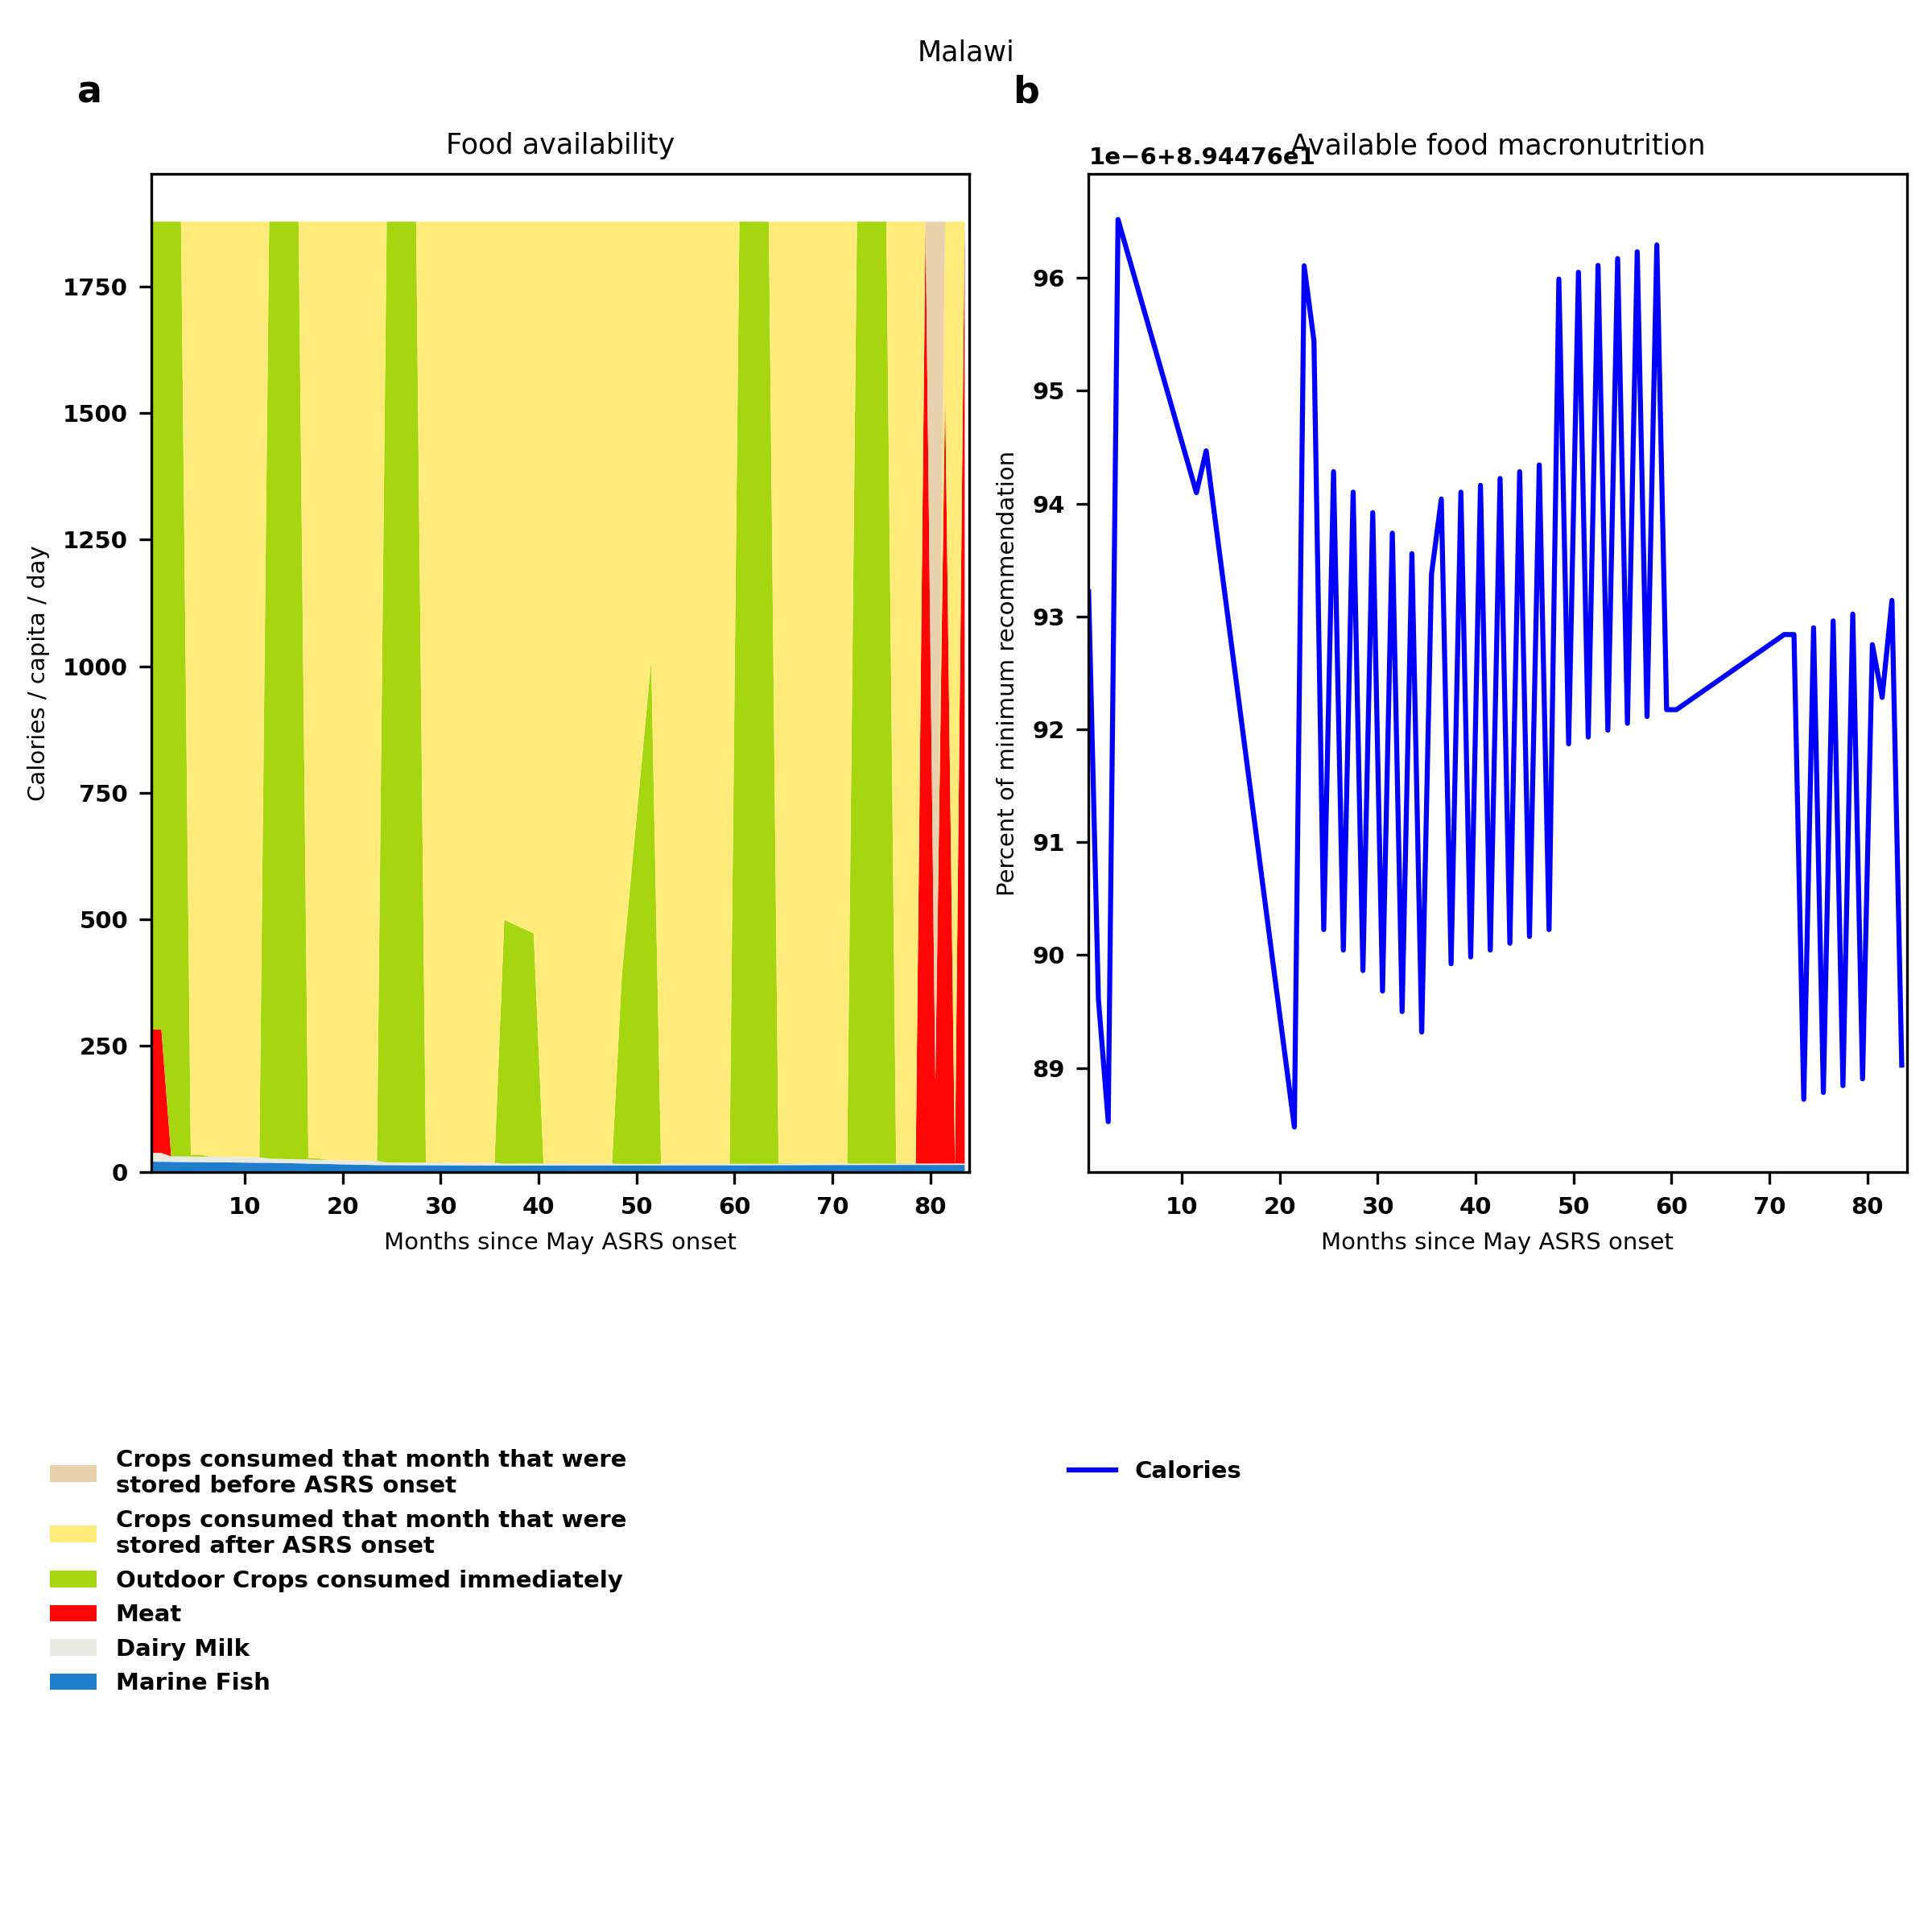 Malawi
a
b
Food availability
Available food macronutrition
1e−6+8.94476e1
Calories / capita / day
1750
1500
1250
1000
750
500
250
0
10 20 30 40 50 60 70 80
Months since May ASRS onset
Percent of minimum recommendation
96
95
94
93
92
91
90
89
10 20 30 40 50 60 70 80
Months since May ASRS onset
Crops consumed that month that were
stored before ASRS onset
Crops consumed that month that were
stored after ASRS onset
Outdoor Crops consumed immediately
Meat
Dairy Milk
Marine Fish
Calories